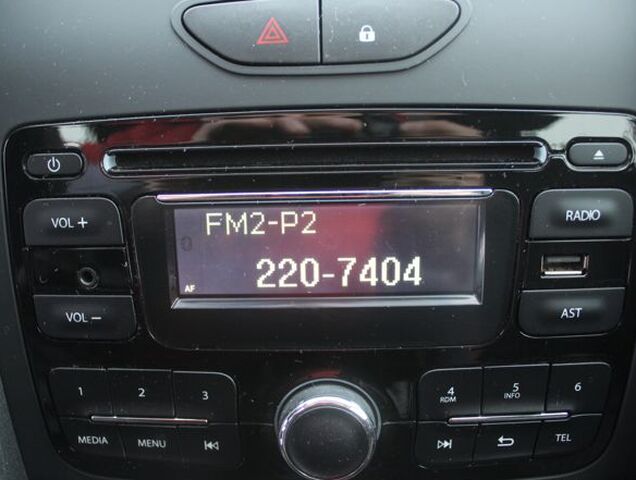 VOL +
RADIO
FM2-P2
220-7404
AF
VOL −
AST
1 2 3
4 RDM 5 INFO 6
MEDIA MENU
TEL